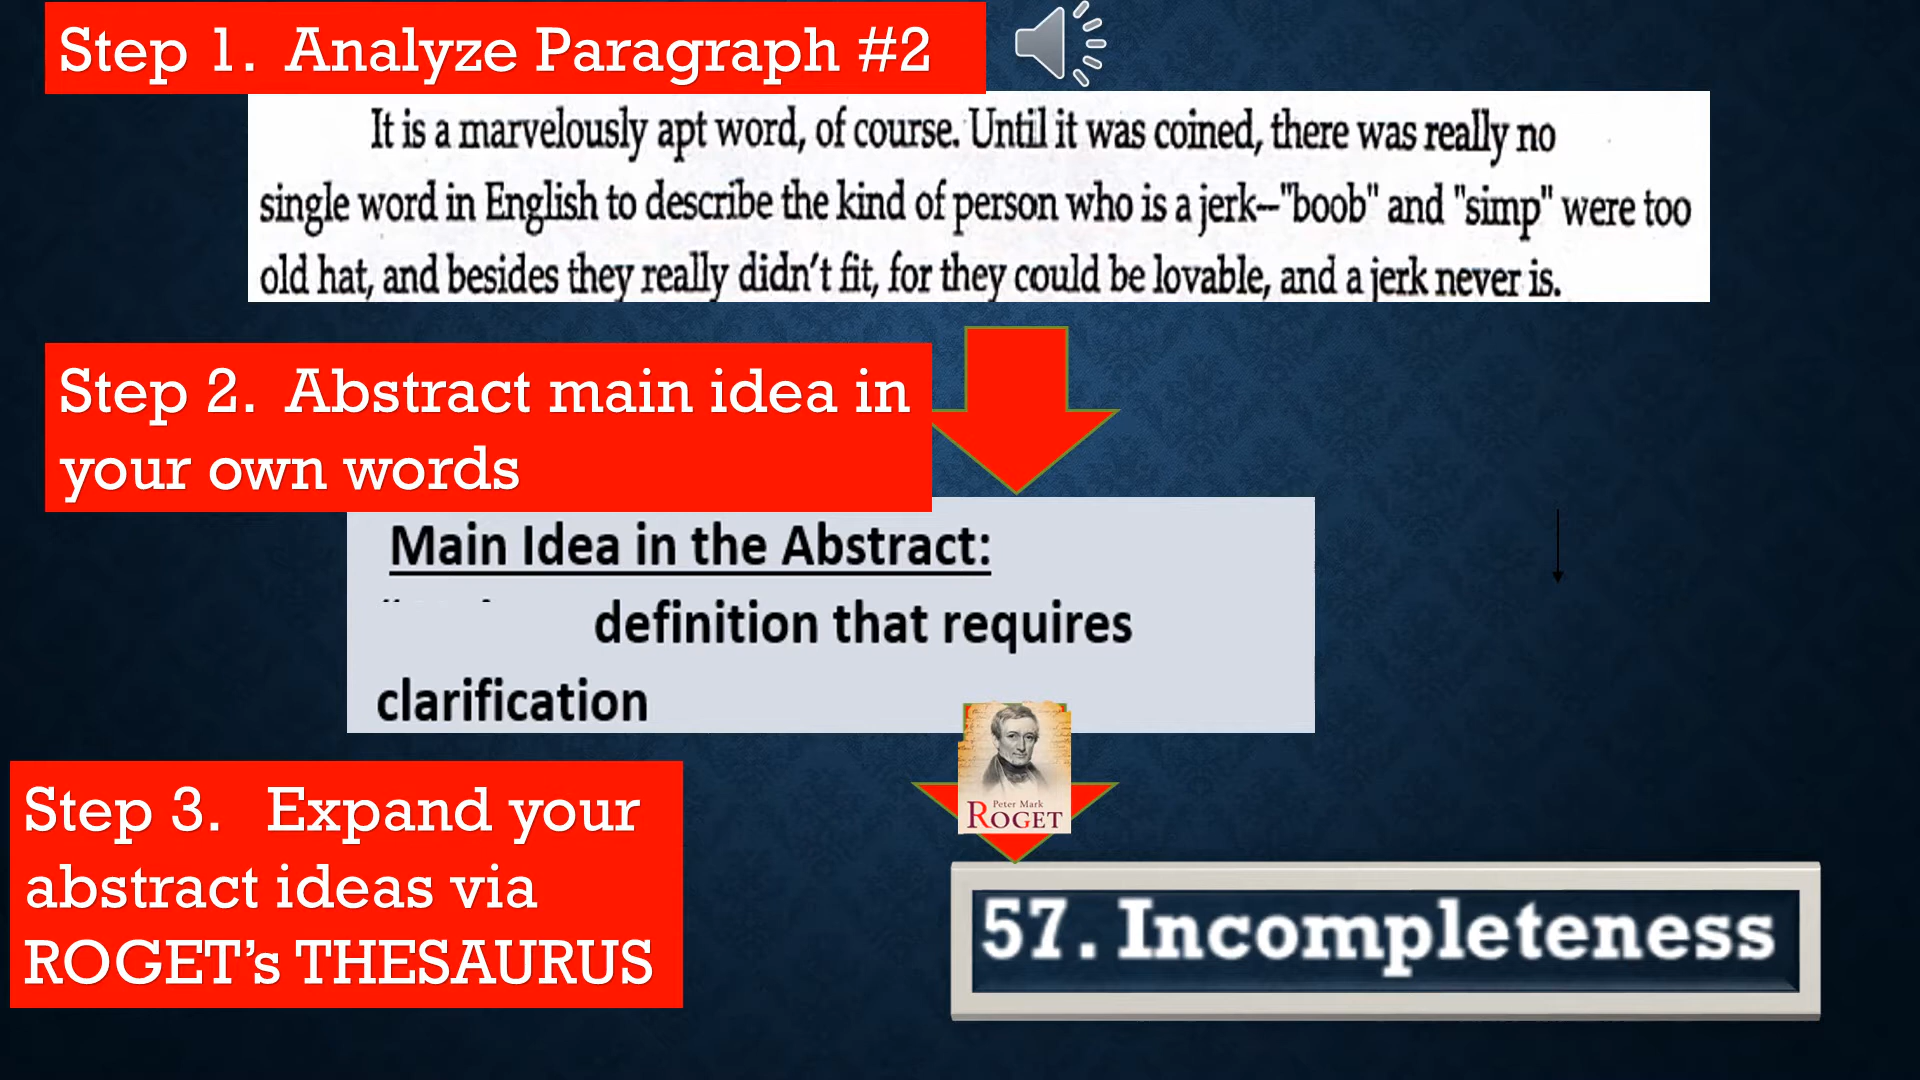 Step 1. Analyze Paragraph #2
It is a marvelously apt word, of course. Until it was coined, there was really no
single word in English to describe the kind of person who is a jerk--"boob" and "simp" were too
old hat, and besides they really didn't fit, for they could be lovable, and a jerk never is.
Step 2. Abstract main idea in
your own words
Main Idea in the Abstract:
definition that requires
clarification
Peter Mark
ROGET
Step 3. Expand your
abstract ideas via
ROGET's THESAURUS
57. Incompleteness